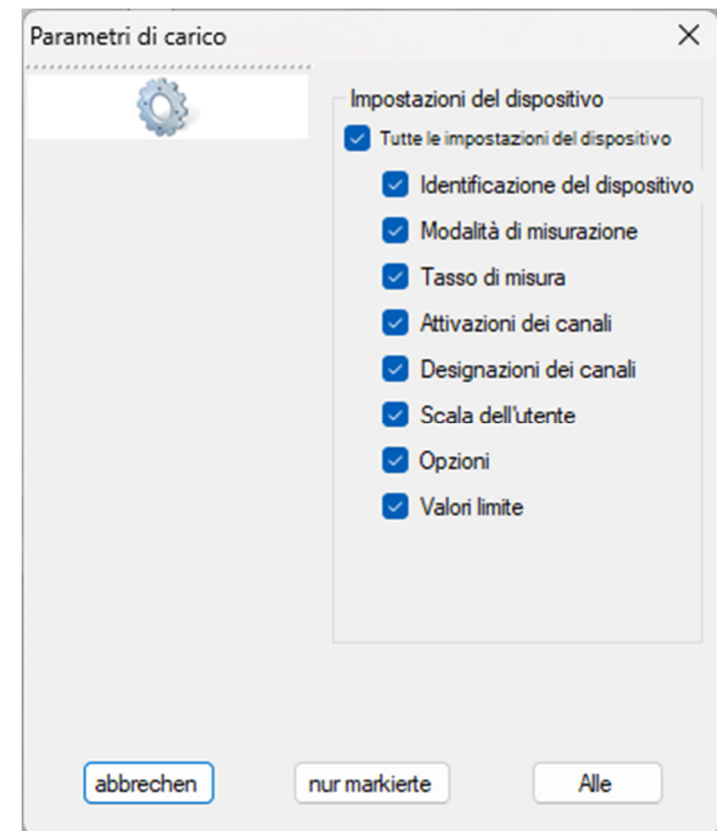 Parametri di carico
Impostazioni del dispositivo
Tutte le impostazioni del dispositivo
Identificazione del dispositivo
Modalità di misurazione
Tasso di misura
Attivazioni dei canali
Designazioni dei canali
Scala dell'utente
Opzioni
Valori limite
abbrechen nur markierte Alle